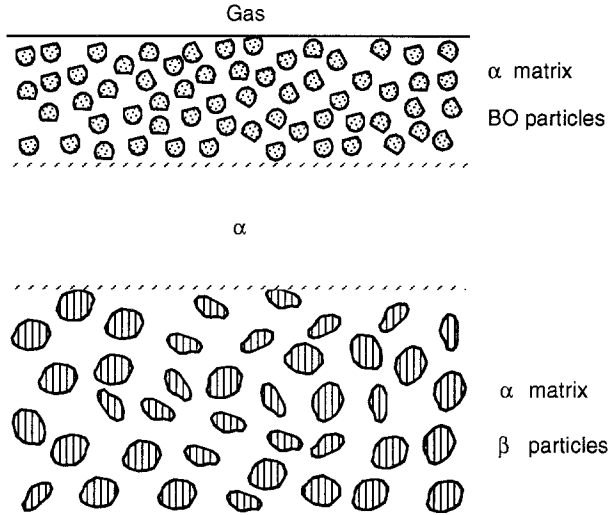 Gas
α matrix
BO particles
α
α matrix
β particles